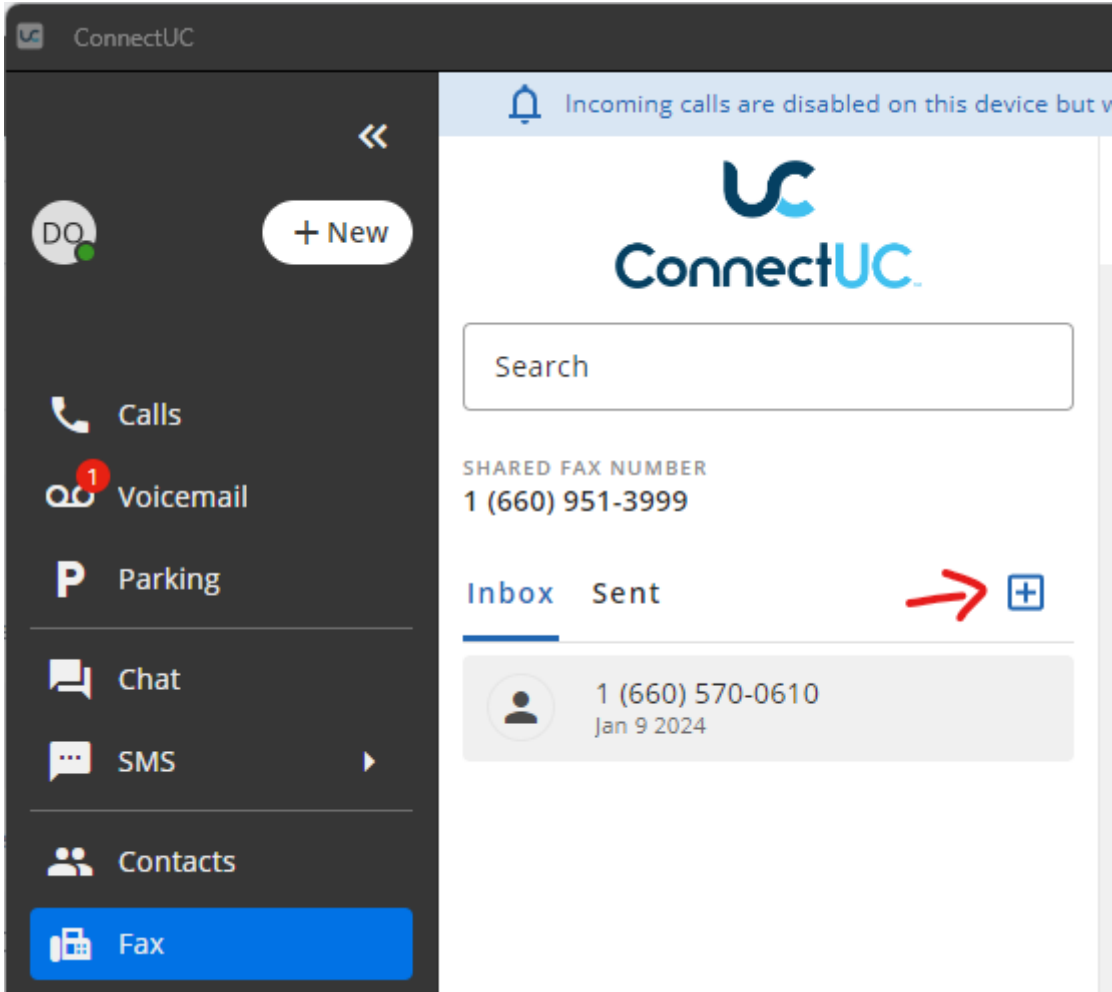 UC ConnectUC
Incoming calls are disabled on this device but
UC
ConnectUC
DO
+ New
Search
Calls
SHARED FAX NUMBER
1 (660) 951-3999
1
Voicemail
P Parking
Inbox Sent
Chat
1 (660) 570-0610
Jan 9 2024
SMS
Contacts
Fax